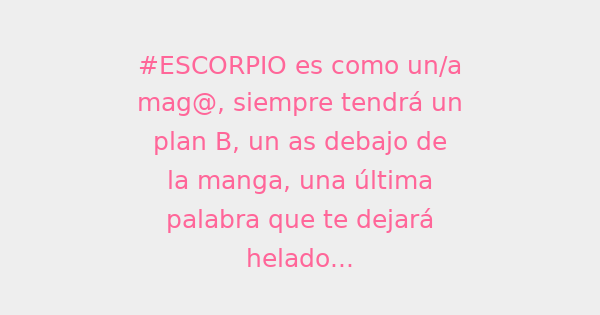 #ESCORPIO es como un/a
mag@, siempre tendrá un
plan B, un as debajo de
la manga, una última
palabra que te dejará
helado...